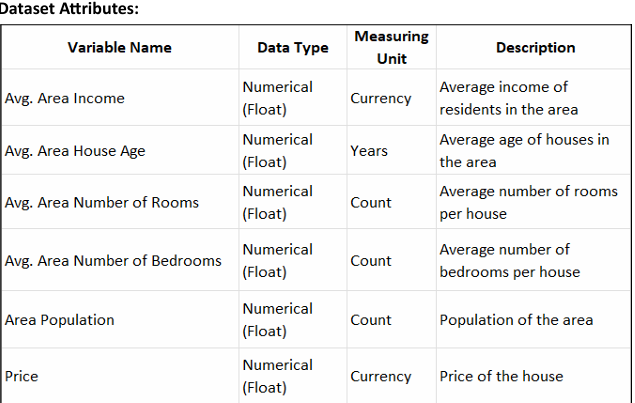 Dataset Attributes:
Variable Name Data Type Measuring Unit Description
Avg. Area Income Numerical (Float) Currency Average income of residents in the area
Avg. Area House Age Numerical (Float) Years Average age of houses in the area
Avg. Area Number of Rooms Numerical (Float) Count Average number of rooms per house
Avg. Area Number of Bedrooms Numerical (Float) Count Average number of bedrooms per house
Area Population Numerical (Float) Count Population of the area
Price Numerical (Float) Currency Price of the house